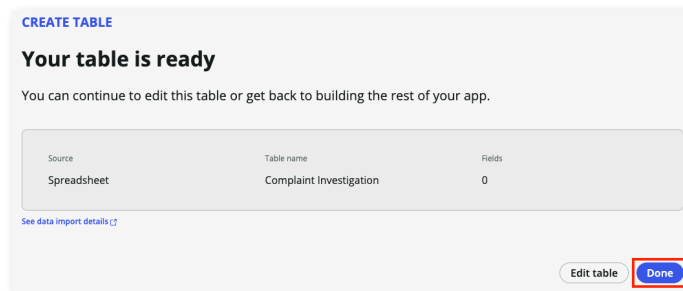 CREATE TABLE
Your table is ready
You can continue to edit this table or get back to building the rest of your app.
Source Table name Fields
Spreadsheet Complaint Investigation 0
See data import details
Edit table Done